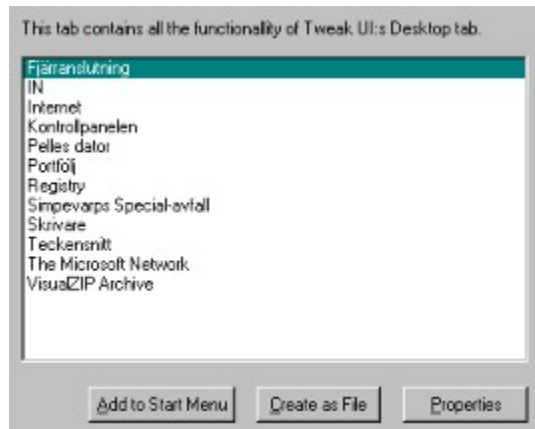 This tab contains all the functionallity of Tweak UI:s Desktop tab.
Fjärranslutning
IN
Internet
Kontrollpanelen
Pelles dator
Portfölj
Registry
Simpevarps Special-avfall
Skrivare
Teckensnitt
The Microsoft Network
VisualZIP Archive
Add to Start Menu
Create as File
Properties